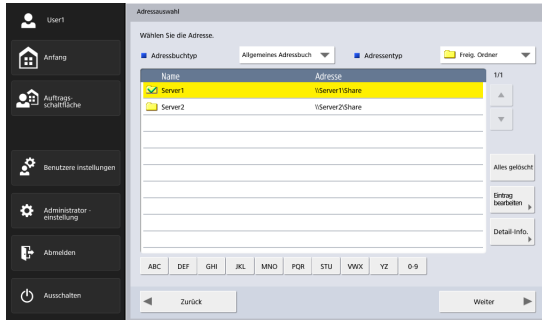 User1
Anfang
Auftrags-
schaltfläche
Benutzere instellungen
Administrator -
einstellung
Abmelden
Ausschalten
Adressauswahl
Wählen Sie die Adresse.
Adressbuchtyp
Allgemeines Adressbuch
Adressentyp
Freig. Ordner
Name Adresse
1/1
Server1 \\Server1\Share
Server2 \\Server2\Share
Alles gelöscht
Eintrag
bearbeiten
Detail-Info.
ABC DEF GHI JKL MNO PQR STU VWX YZ 0-9
Zurück
Weiter